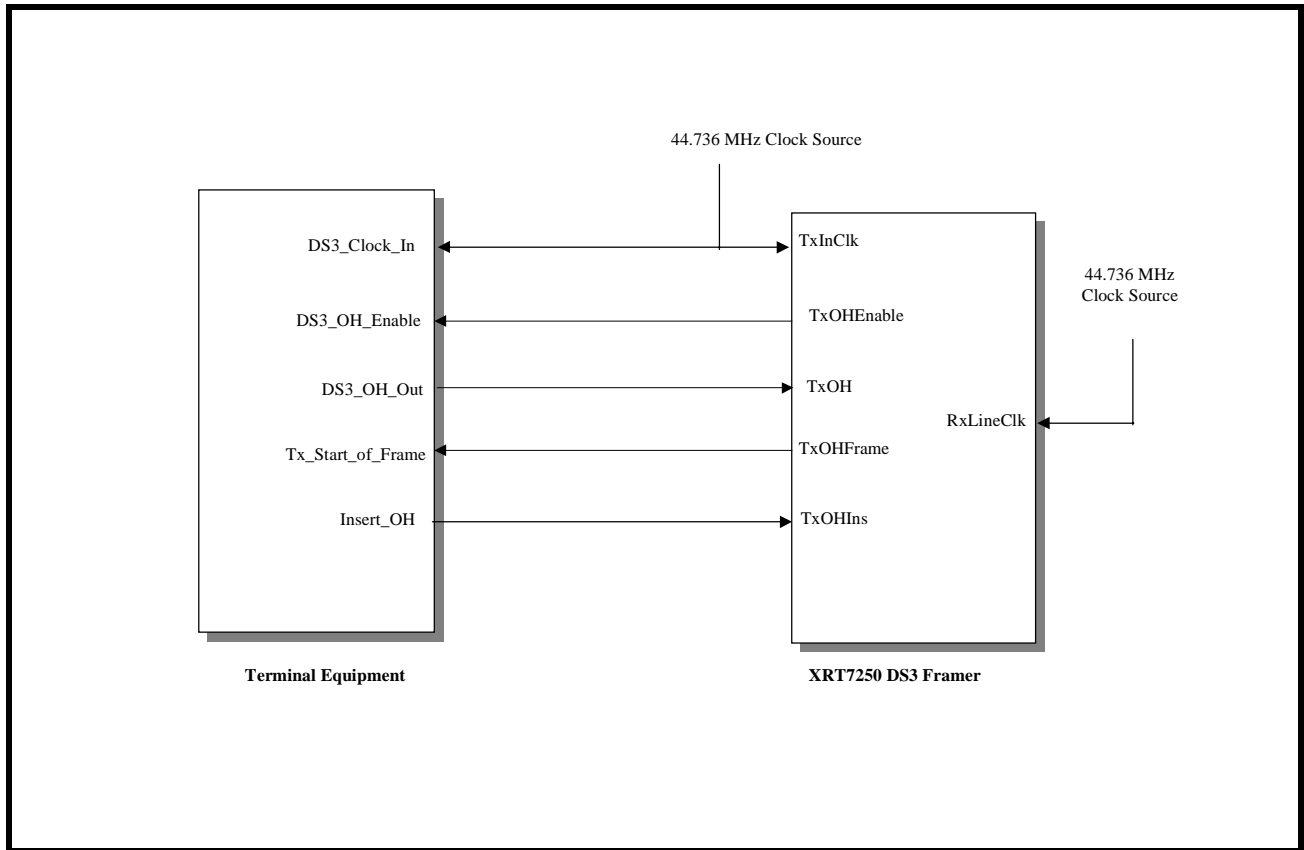 44.736 MHz Clock Source
DS3_Clock_In
DS3_OH_Enable
DS3_OH_Out
Tx_Start_of_Frame
Insert_OH
Terminal Equipment
TxInClk
TxOHEnable
TxOH
TxOHFrame
TxOHIns
RxLineClk
XRT7250 DS3 Framer
44.736 MHz
Clock Source